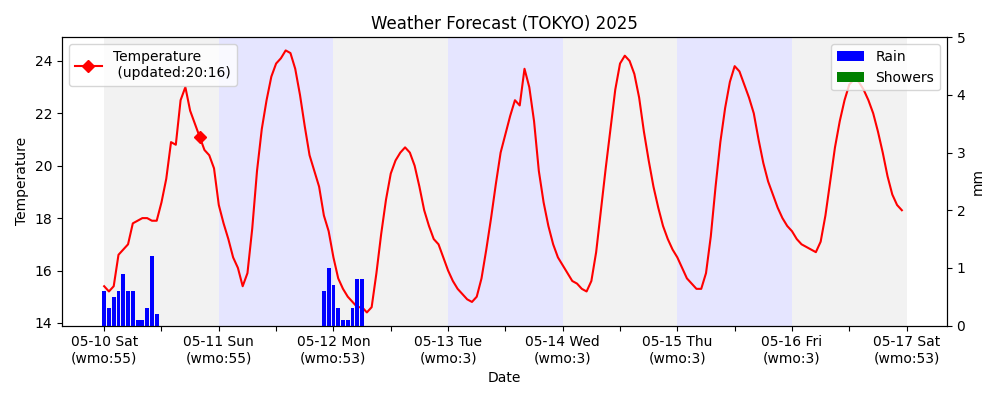 Weather Forecast (TOKYO) 2025
Temperature
(updated:20:16)
Rain
Showers
24
22
20
18
16
14
Temperature
5
4
3
2
1
0
mm
05-10 Sat
(wmo:55)
05-11 Sun
(wmo:55)
05-12 Mon
(wmo:53)
05-13 Tue
(wmo:3)
05-14 Wed
(wmo:3)
05-15 Thu
(wmo:3)
05-16 Fri
(wmo:3)
05-17 Sat
(wmo:53)
Date